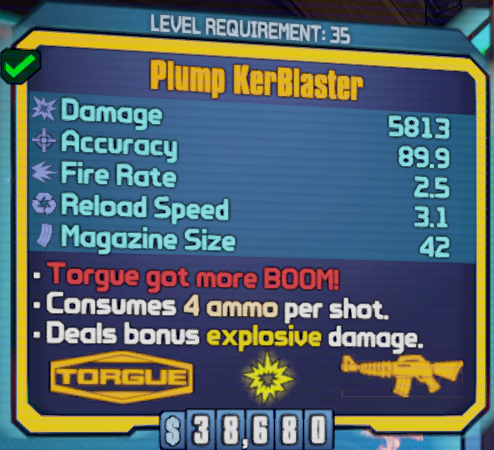 LEVEL REQUIREMENT: 35
Plump KerBlaster
Damage 5813
Accuracy 89.9
Fire Rate 2.5
Reload Speed 3.1
Magazine Size 42
• Torgue got more BOOM!
• Consumes 4 ammo per shot.
• Deals bonus explosive damage.
TORGUE
$38,680